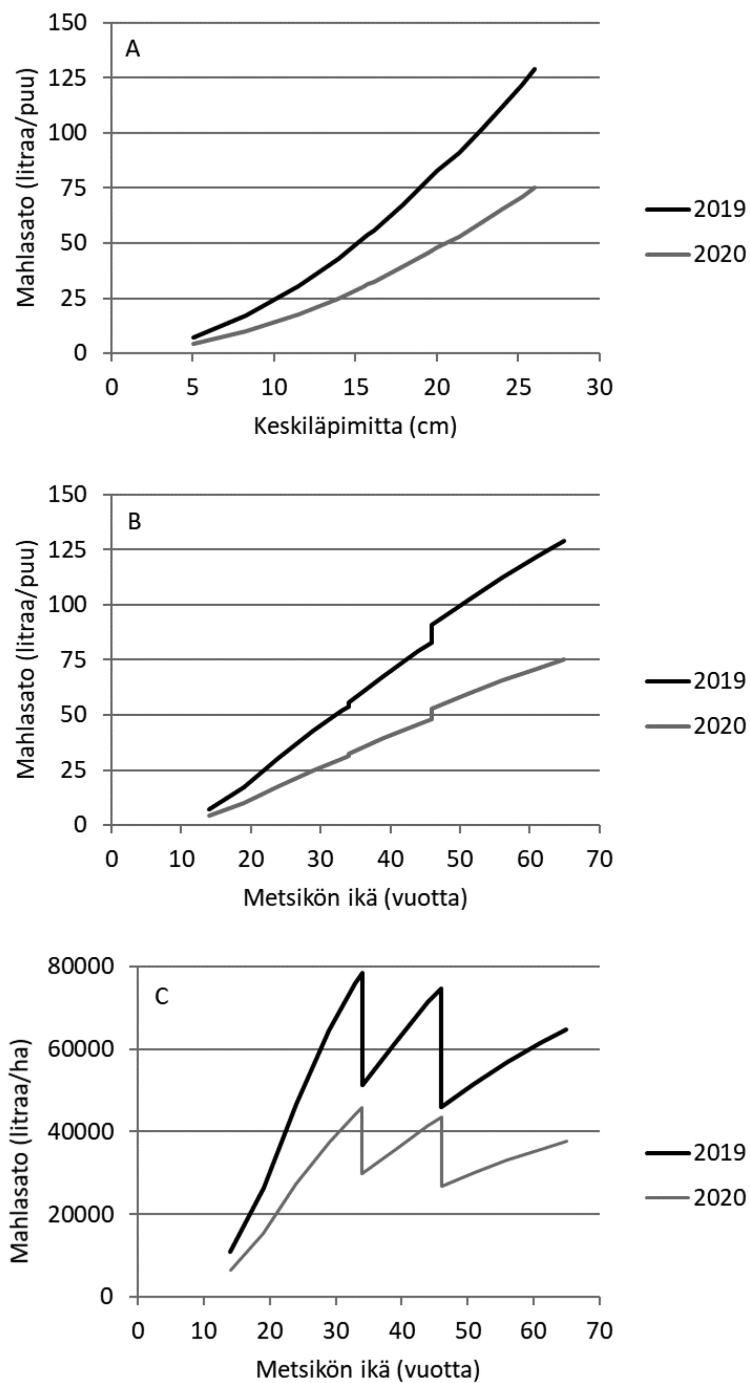 150
A
125
100
75
50
25
0
Mahlasato (litraa/puu)
0 5 10 15 20 25 30
Keskiläpimitta (cm)
2019
2020
150
B
125
100
75
50
25
0
Mahlasato (litraa/puu)
0 10 20 30 40 50 60 70
Metsikön ikä (vuotta)
2019
2020
80000
C
60000
40000
20000
0
Mahlasato (litraa/ha)
0 10 20 30 40 50 60 70
Metsikön ikä (vuotta)
2019
2020